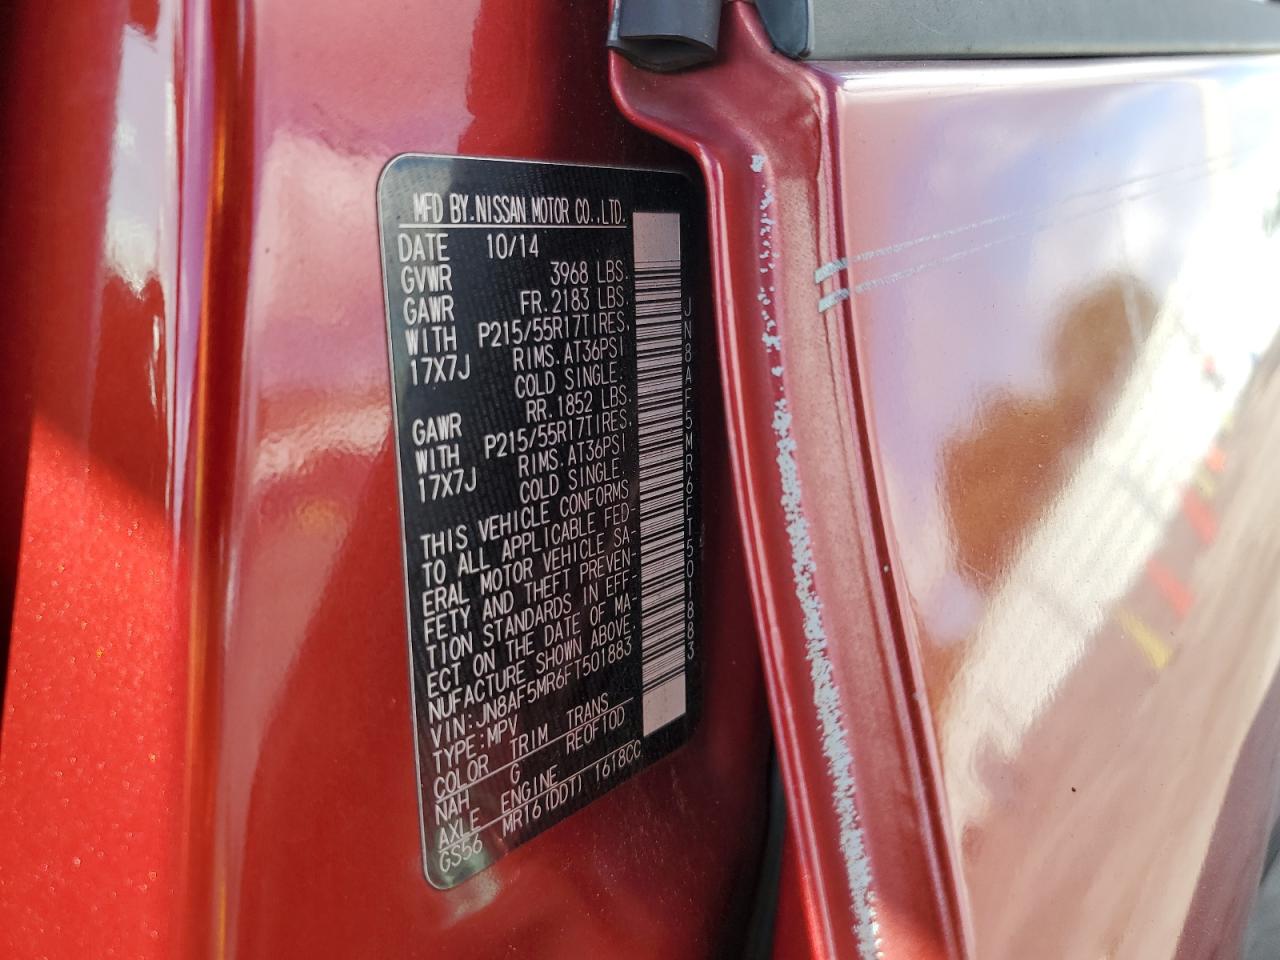 MFD BY.NISSAN MOTOR CO.,LTD.
DATE 10/14
GVWR 3968 LBS.
GAWR FR.2183 LBS.
WITH P215/55R17TIRES.
17X7J RIMS.AT36PSI
COLD SINGLE.
GAWR RR.1852 LBS.
WITH P215/55R17TIRES.
17X7J RIMS.AT36PSI
COLD SINGLE.
THIS VEHICLE CONFORMS
TO ALL APPLICABLE FED-
ERAL MOTOR VEHICLE SA-
FETY AND THEFT PREVEN-
TION STANDARDS IN EFF-
ECT ON THE DATE OF MA-
NUFACTURE SHOWN ABOVE.
VIN:JN8AF5MR6FT501883
TYPE:MPV
COLOR TRIM TRANS
NAH G RE0F10D
AXLE ENGINE
GS56 MR16(DDT) 1618CC
JN8AF5MR6FT501883